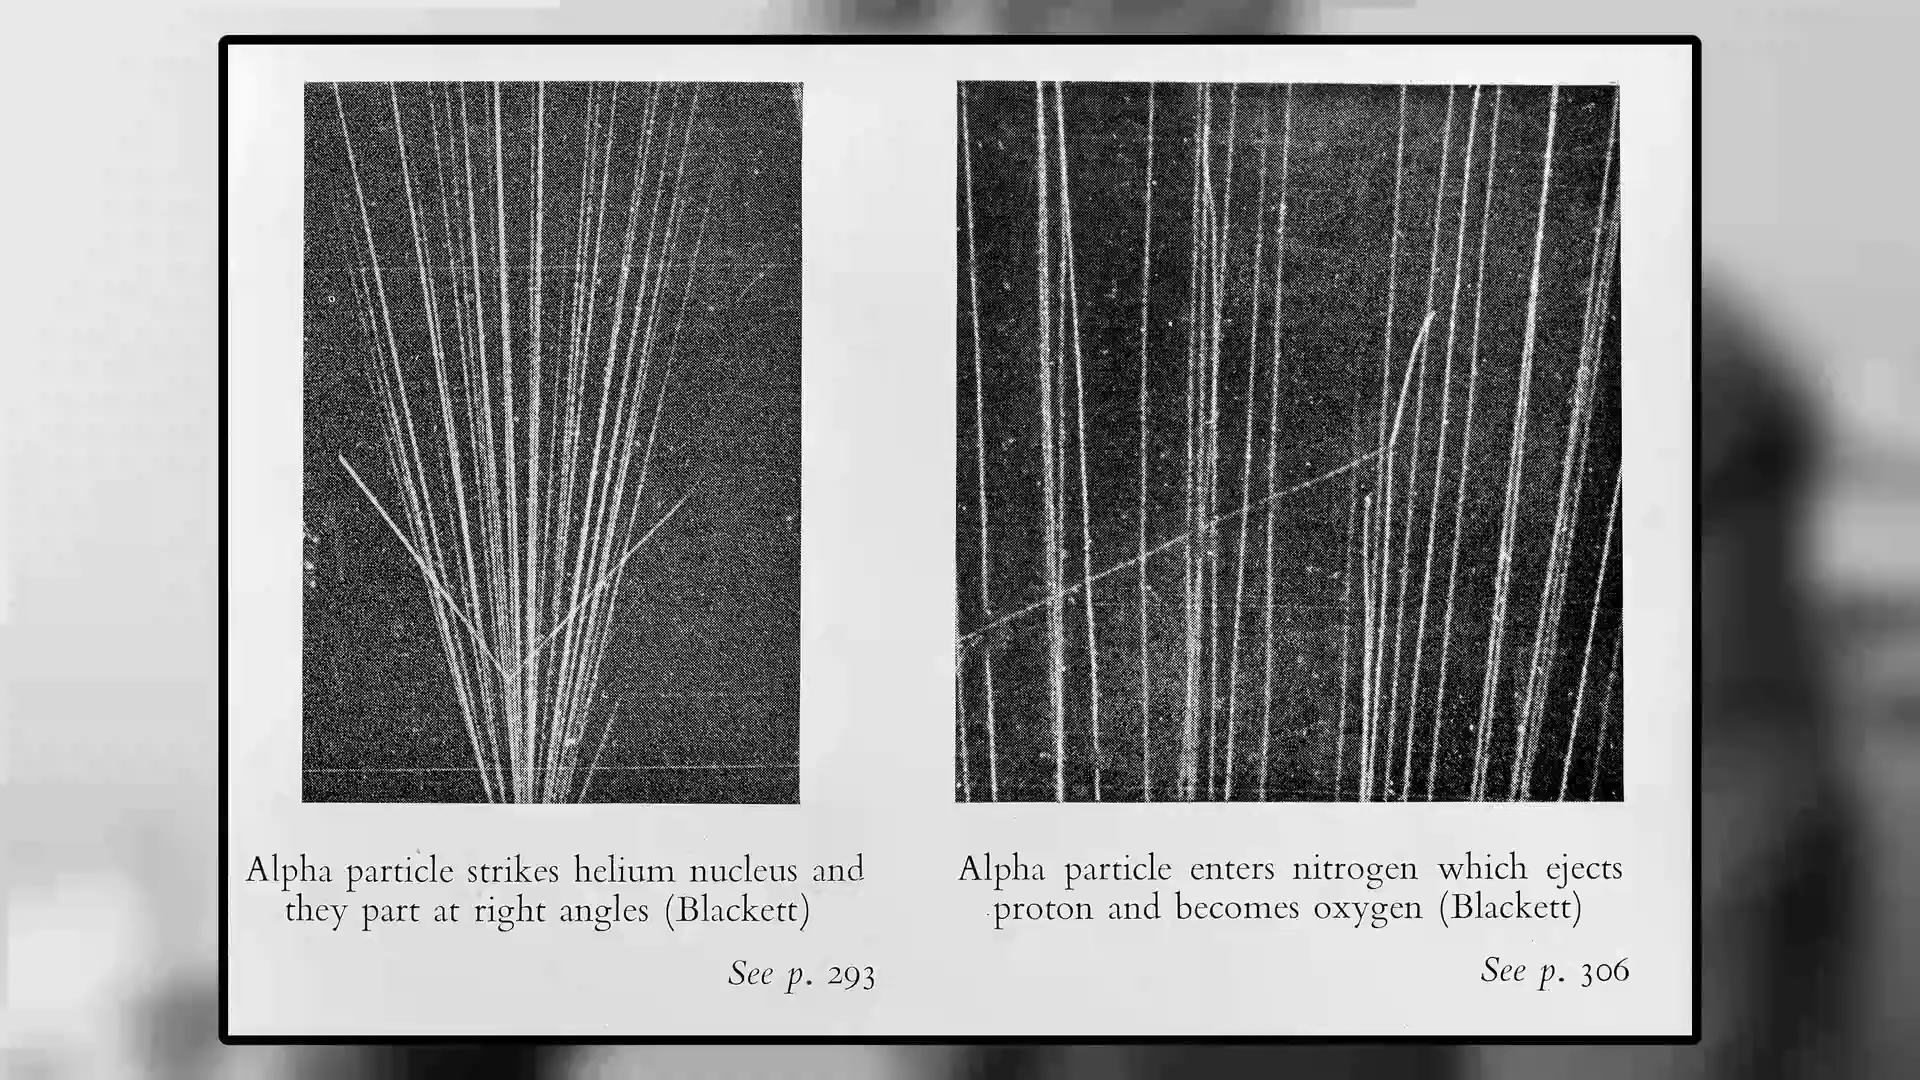 Alpha particle strikes helium nucleus and
they part at right angles (Blackett)
See p. 293
Alpha particle enters nitrogen which ejects
proton and becomes oxygen (Blackett)
See p. 306